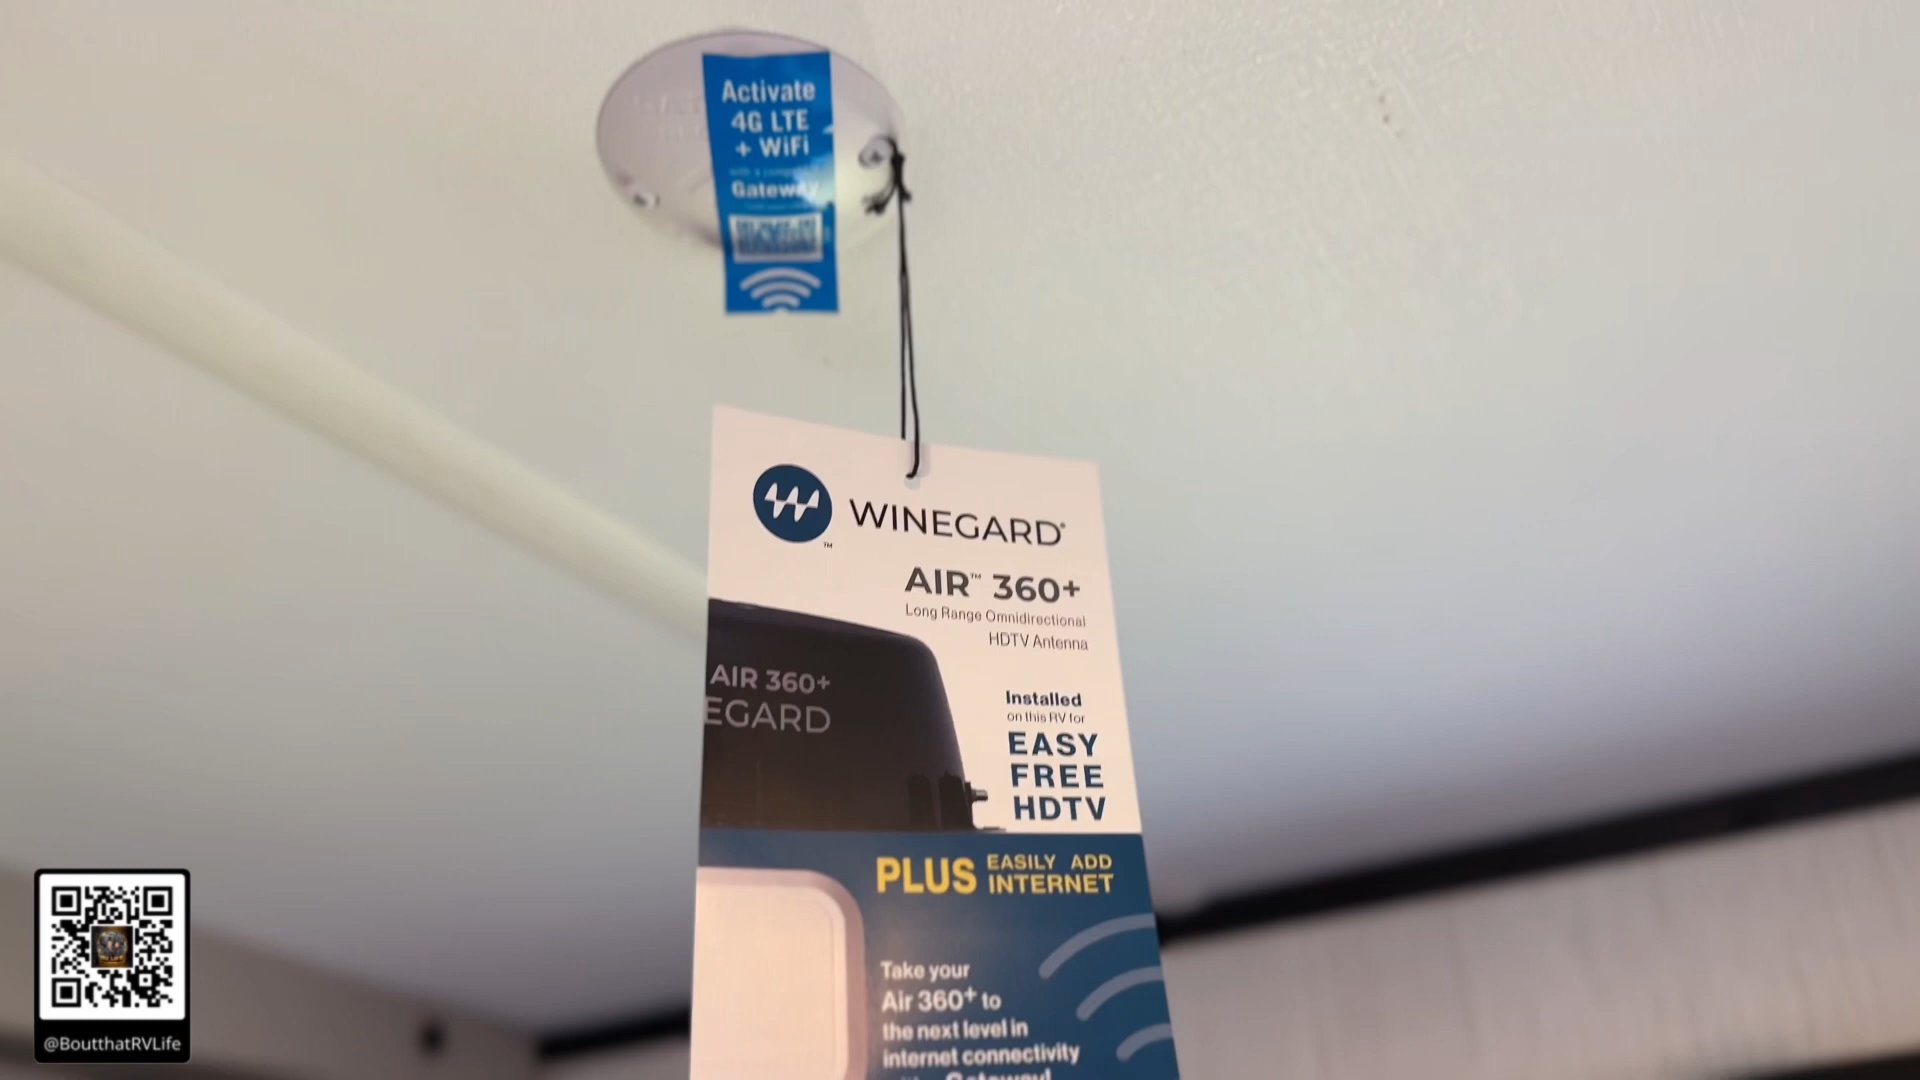 Activate
4G LTE
+ WiFi
Gateway
WINEGARD®
AIR™ 360+
Long Range Omnidirectional
HDTV Antenna
AIR 360+
EGARD
Installed
on this RV for
EASY
FREE
HDTV
PLUS EASILY ADD
INTERNET
Take your
Air 360+ to
the next level in
internet connectivity
Gateway!
@BoutthatRVLife